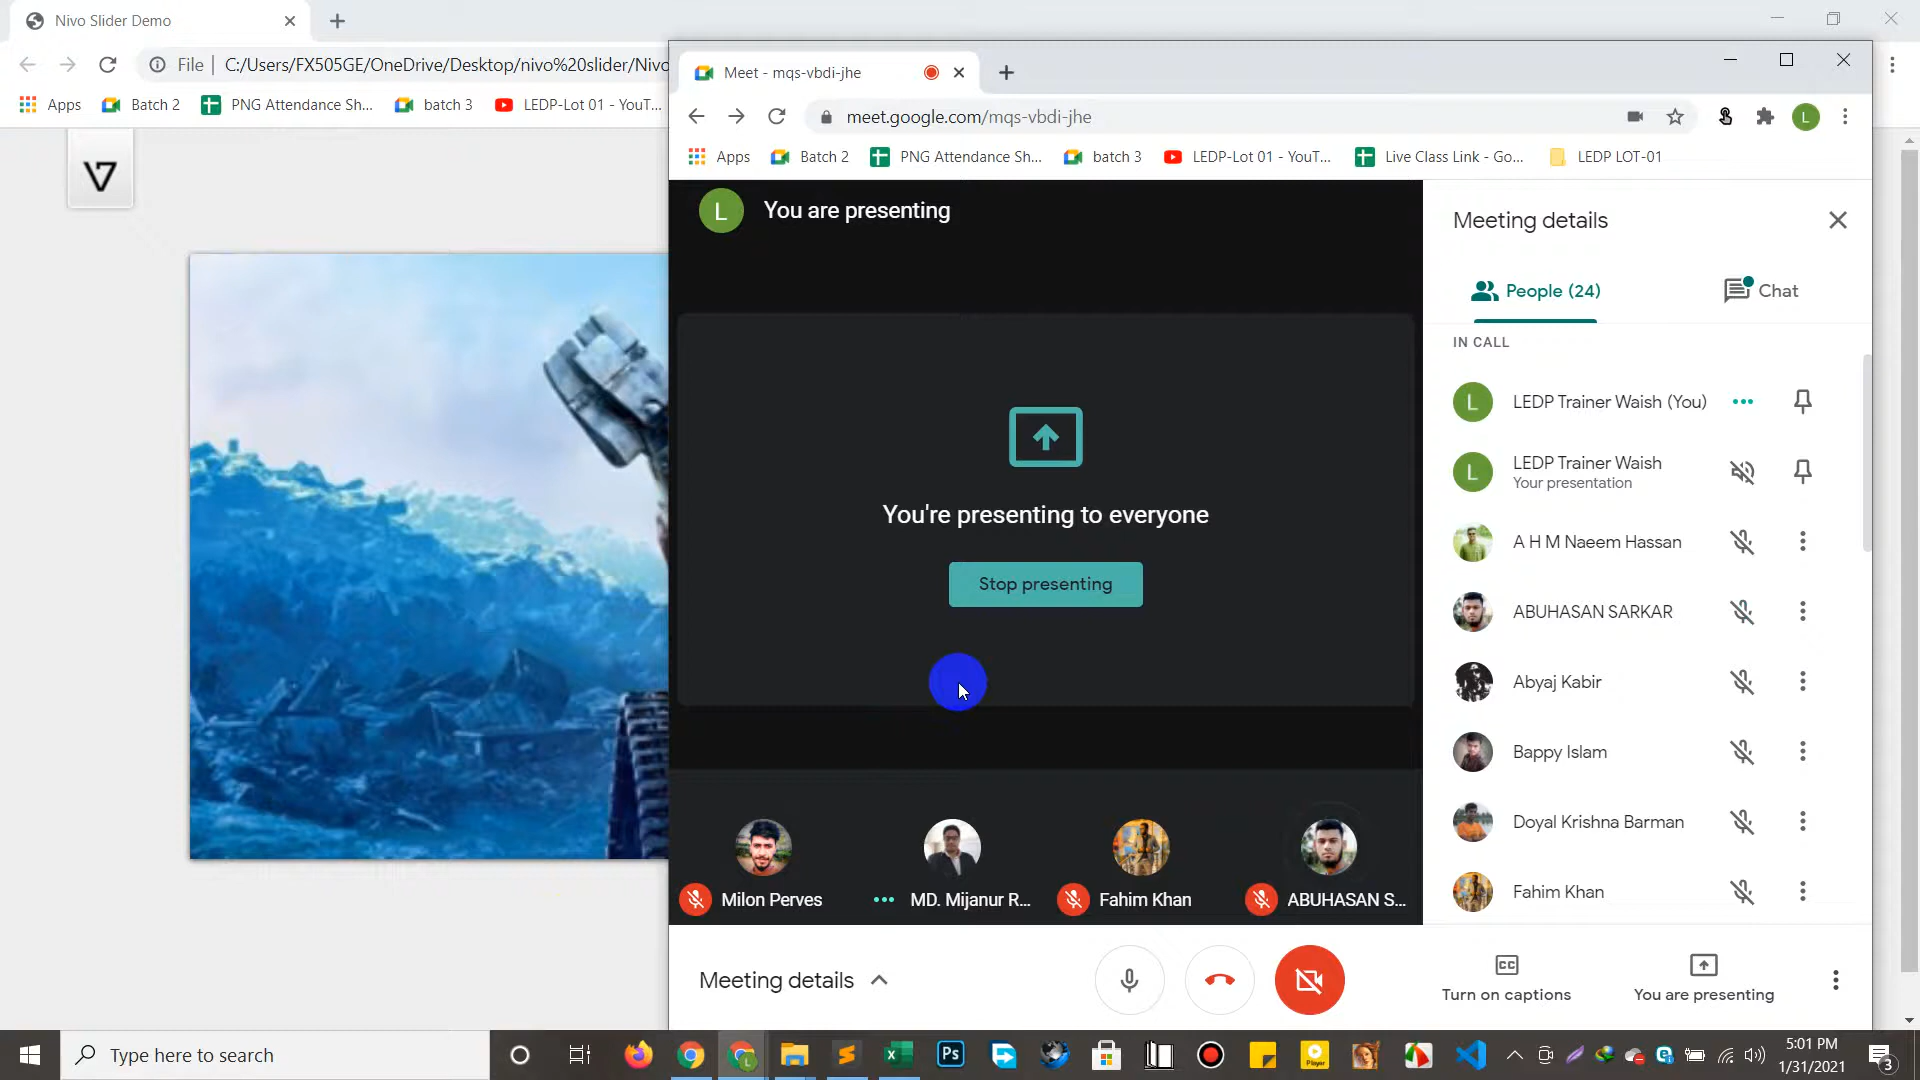 Nivo Slider Demo
File
C:/Users/FX505GE/OneDrive/Desktop/nivo%20slider/Nivo
Apps
Batch 2
PNG Attendance Sh...
batch 3
LEDP-Lot 01 - YouT...
Meet - mqs-vbdi-jhe
meet.google.com/mqs-vbdi-jhe
L
Apps
Batch 2
PNG Attendance Sh...
batch 3
LEDP-Lot 01 - YouT...
Live Class Link - Go...
LEDP LOT-01
L
You are presenting
You're presenting to everyone
Stop presenting
Milon Perves
MD. Mijanur R...
Fahim Khan
ABUHASAN S...
Meeting details
People (24)
Chat
IN CALL
L
LEDP Trainer Waish (You)
L
LEDP Trainer Waish
Your presentation
A H M Naeem Hassan
ABUHASAN SARKAR
Abyaj Kabir
Bappy Islam
Doyal Krishna Barman
Fahim Khan
Meeting details
CC
Turn on captions
You are presenting
Type here to search
L
Ps
Player
5:01 PM
1/31/2021
3